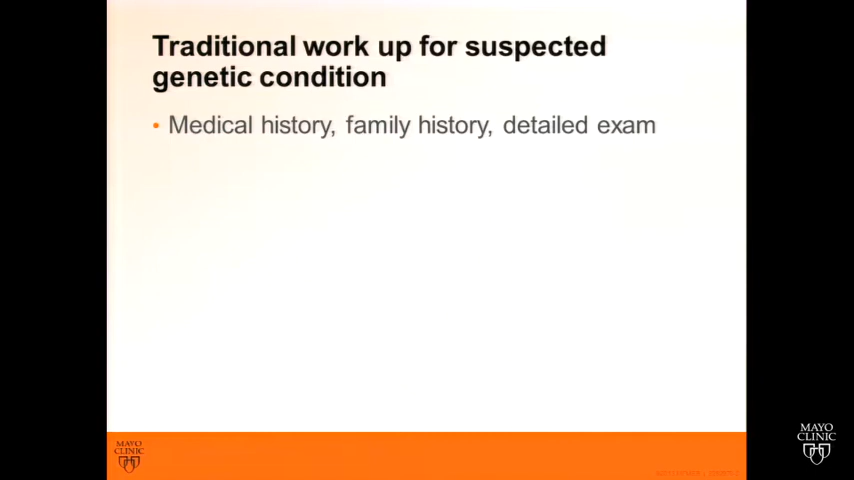 Traditional work up for suspected
genetic condition
• Medical history, family history, detailed exam
MAYO
CLINIC
MAYO
CLINIC